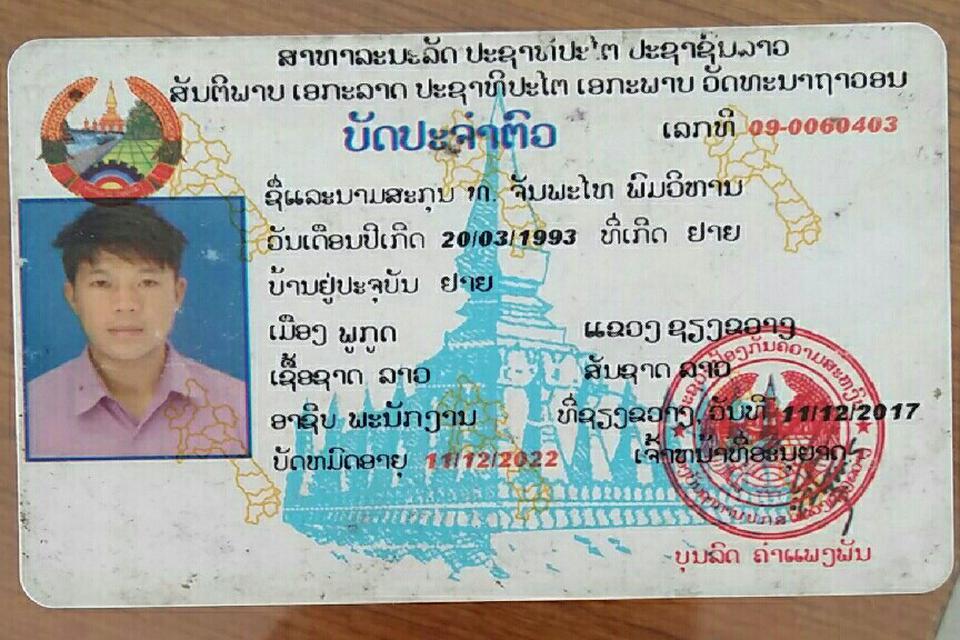 ສາທາລະນະລັດ ປະຊາທິປະໄຕ ປະຊາຊົນລາວ
ສັນຕິພາບ ເອກະລາດ ປະຊາທິປະໄຕ ເອກະພາບ ວັດທະນາຖາວອນ
ບັດປະຈຳຕົວ
ເລກທີ 09-0060403
ຊື່ແລະນາມສະກຸນ ທ. ຈັນພະໄທ ພົມວິຫານ
ວັນເດືອນປີເກີດ 20/03/1993 ທີ່ເກີດ ຢາຍ
ບ້ານຢູ່ປະຈຸບັນ ຢາຍ
ເມືອງ ພູກູດ ແຂວງ ຊຽງຂວາງ
ເຊື້ອຊາດ ລາວ ສັນຊາດ ລາວ
ອາຊີບ ພະນັກງານ ທີ່ຊຽງຂວາງ, ວັນທີ 11/12/2017
ບັດຫມົດອາຍຸ 11/12/2022 ເຈົ້າຫນ້າທີ່ອະນຸຍາດ
ບຸນລິດ ຄຳແພງພັນ